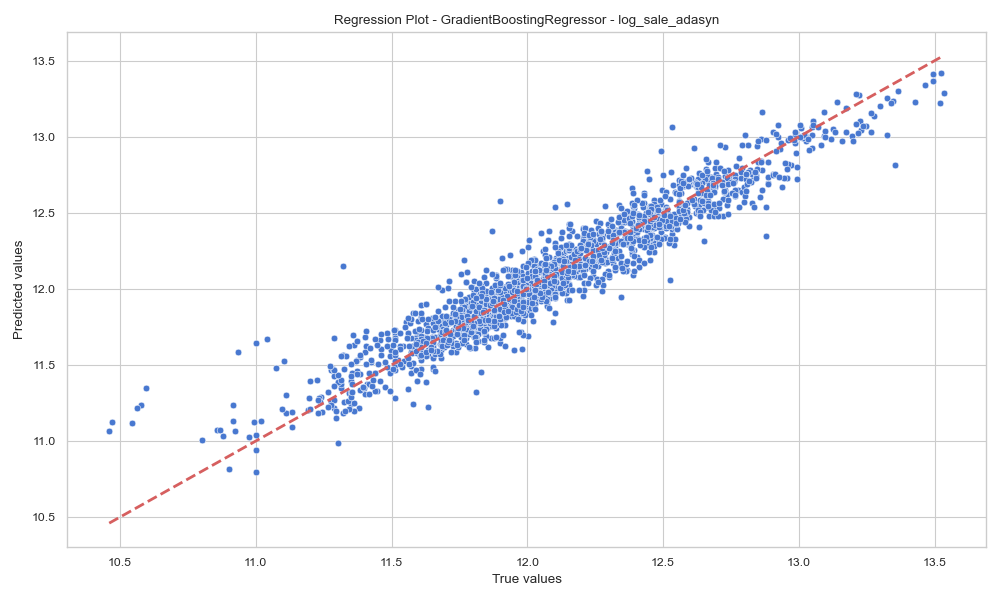 Regression Plot - GradientBoostingRegressor - log_sale_adasyn
Predicted values
13.5
13.0
12.5
12.0
11.5
11.0
10.5
10.5 11.0 11.5 12.0 12.5 13.0 13.5
True values